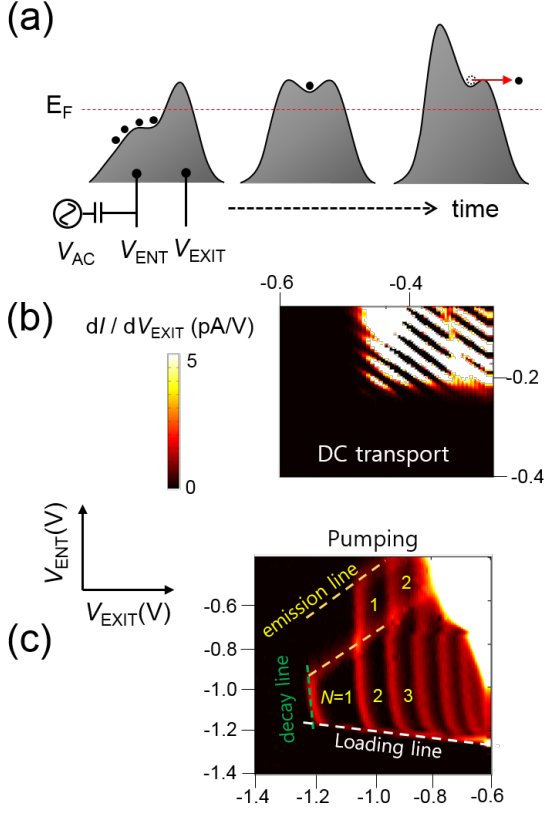 (a)
E_F
V_AC
V_ENT
V_EXIT
time
(b)
-0.6
-0.4
dI / dV_EXIT (pA/V)
5
0
-0.2
-0.4
DC transport
V_ENT(V)
V_EXIT(V)
(c)
Pumping
emission line
1
2
decay line
N=1
2
3
Loading line
-0.6
-0.8
-1.0
-1.2
-1.4
-1.4
-1.2
-1.0
-0.8
-0.6